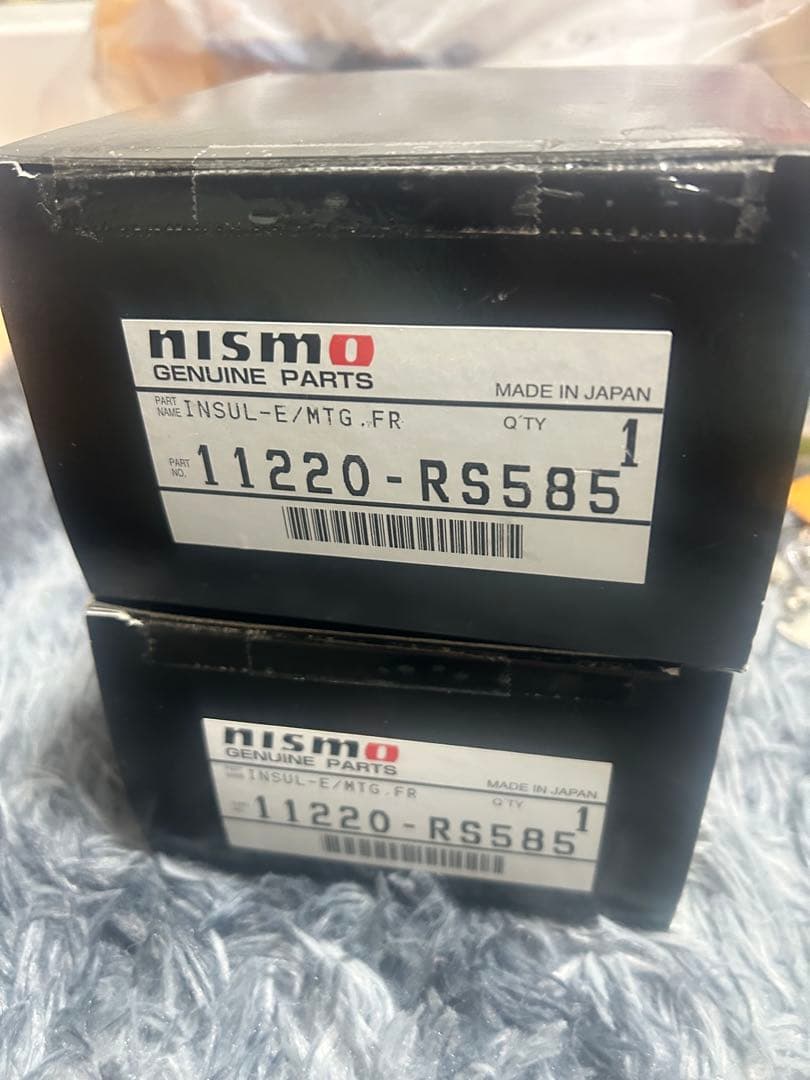 nismo
GENUINE PARTS
MADE IN JAPAN
PART NAME INSUL-E/MTG.FR Q'TY 1
PART NO. 11220-RS585
nismo
GENUINE PARTS
MADE IN JAPAN
INSUL-E/MTG.FR Q'TY 1
11220-RS585